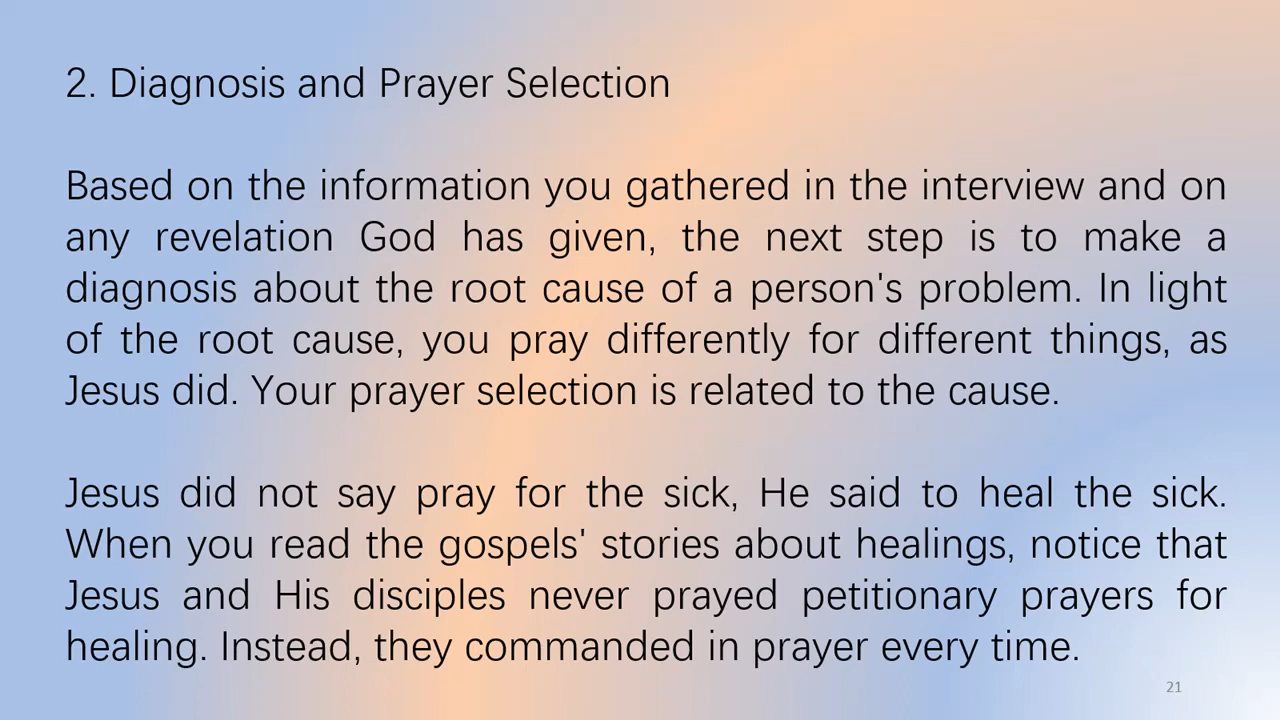 2. Diagnosis and Prayer Selection
Based on the information you gathered in the interview and on
any revelation God has given, the next step is to make a
diagnosis about the root cause of a person's problem. In light
of the root cause, you pray differently for different things, as
Jesus did. Your prayer selection is related to the cause.
Jesus did not say pray for the sick, He said to heal the sick.
When you read the gospels' stories about healings, notice that
Jesus and His disciples never prayed petitionary prayers for
healing. Instead, they commanded in prayer every time.
21